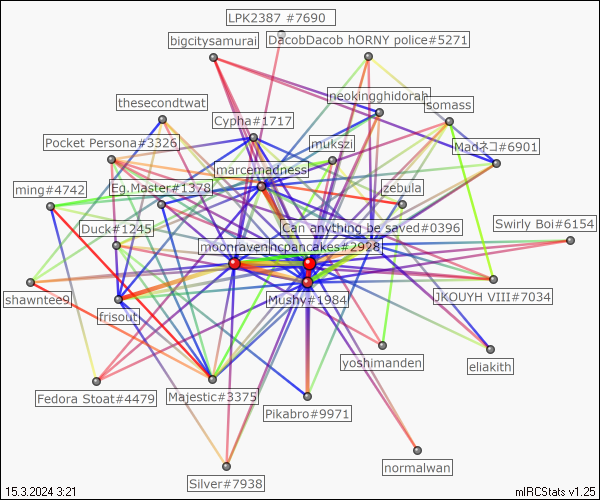 LPK2387 #7690
bigcitysamurai
DacobDacob hORNY police#5271
neokingghidorah
thesecondtwat
somass
Cypha#1717
Pocket Persona#3326
mukszi
Madネコ#6901
marcemadness
ming#4742
Eg.Master#1378
zebula
Duck#1245
Can anything be saved#0396
Swirly Boi#6154
moonraven
hcpancakes#2928
shawntee9
frisout
Mushy#1984
JKOUYH VIII#7034
yoshimanden
eliakith
Fedora Stoat#4479
Majestic#3375
Pikabro#9971
normalwan
Silver#7938
15.3.2024 3:21
mIRCStats v1.25